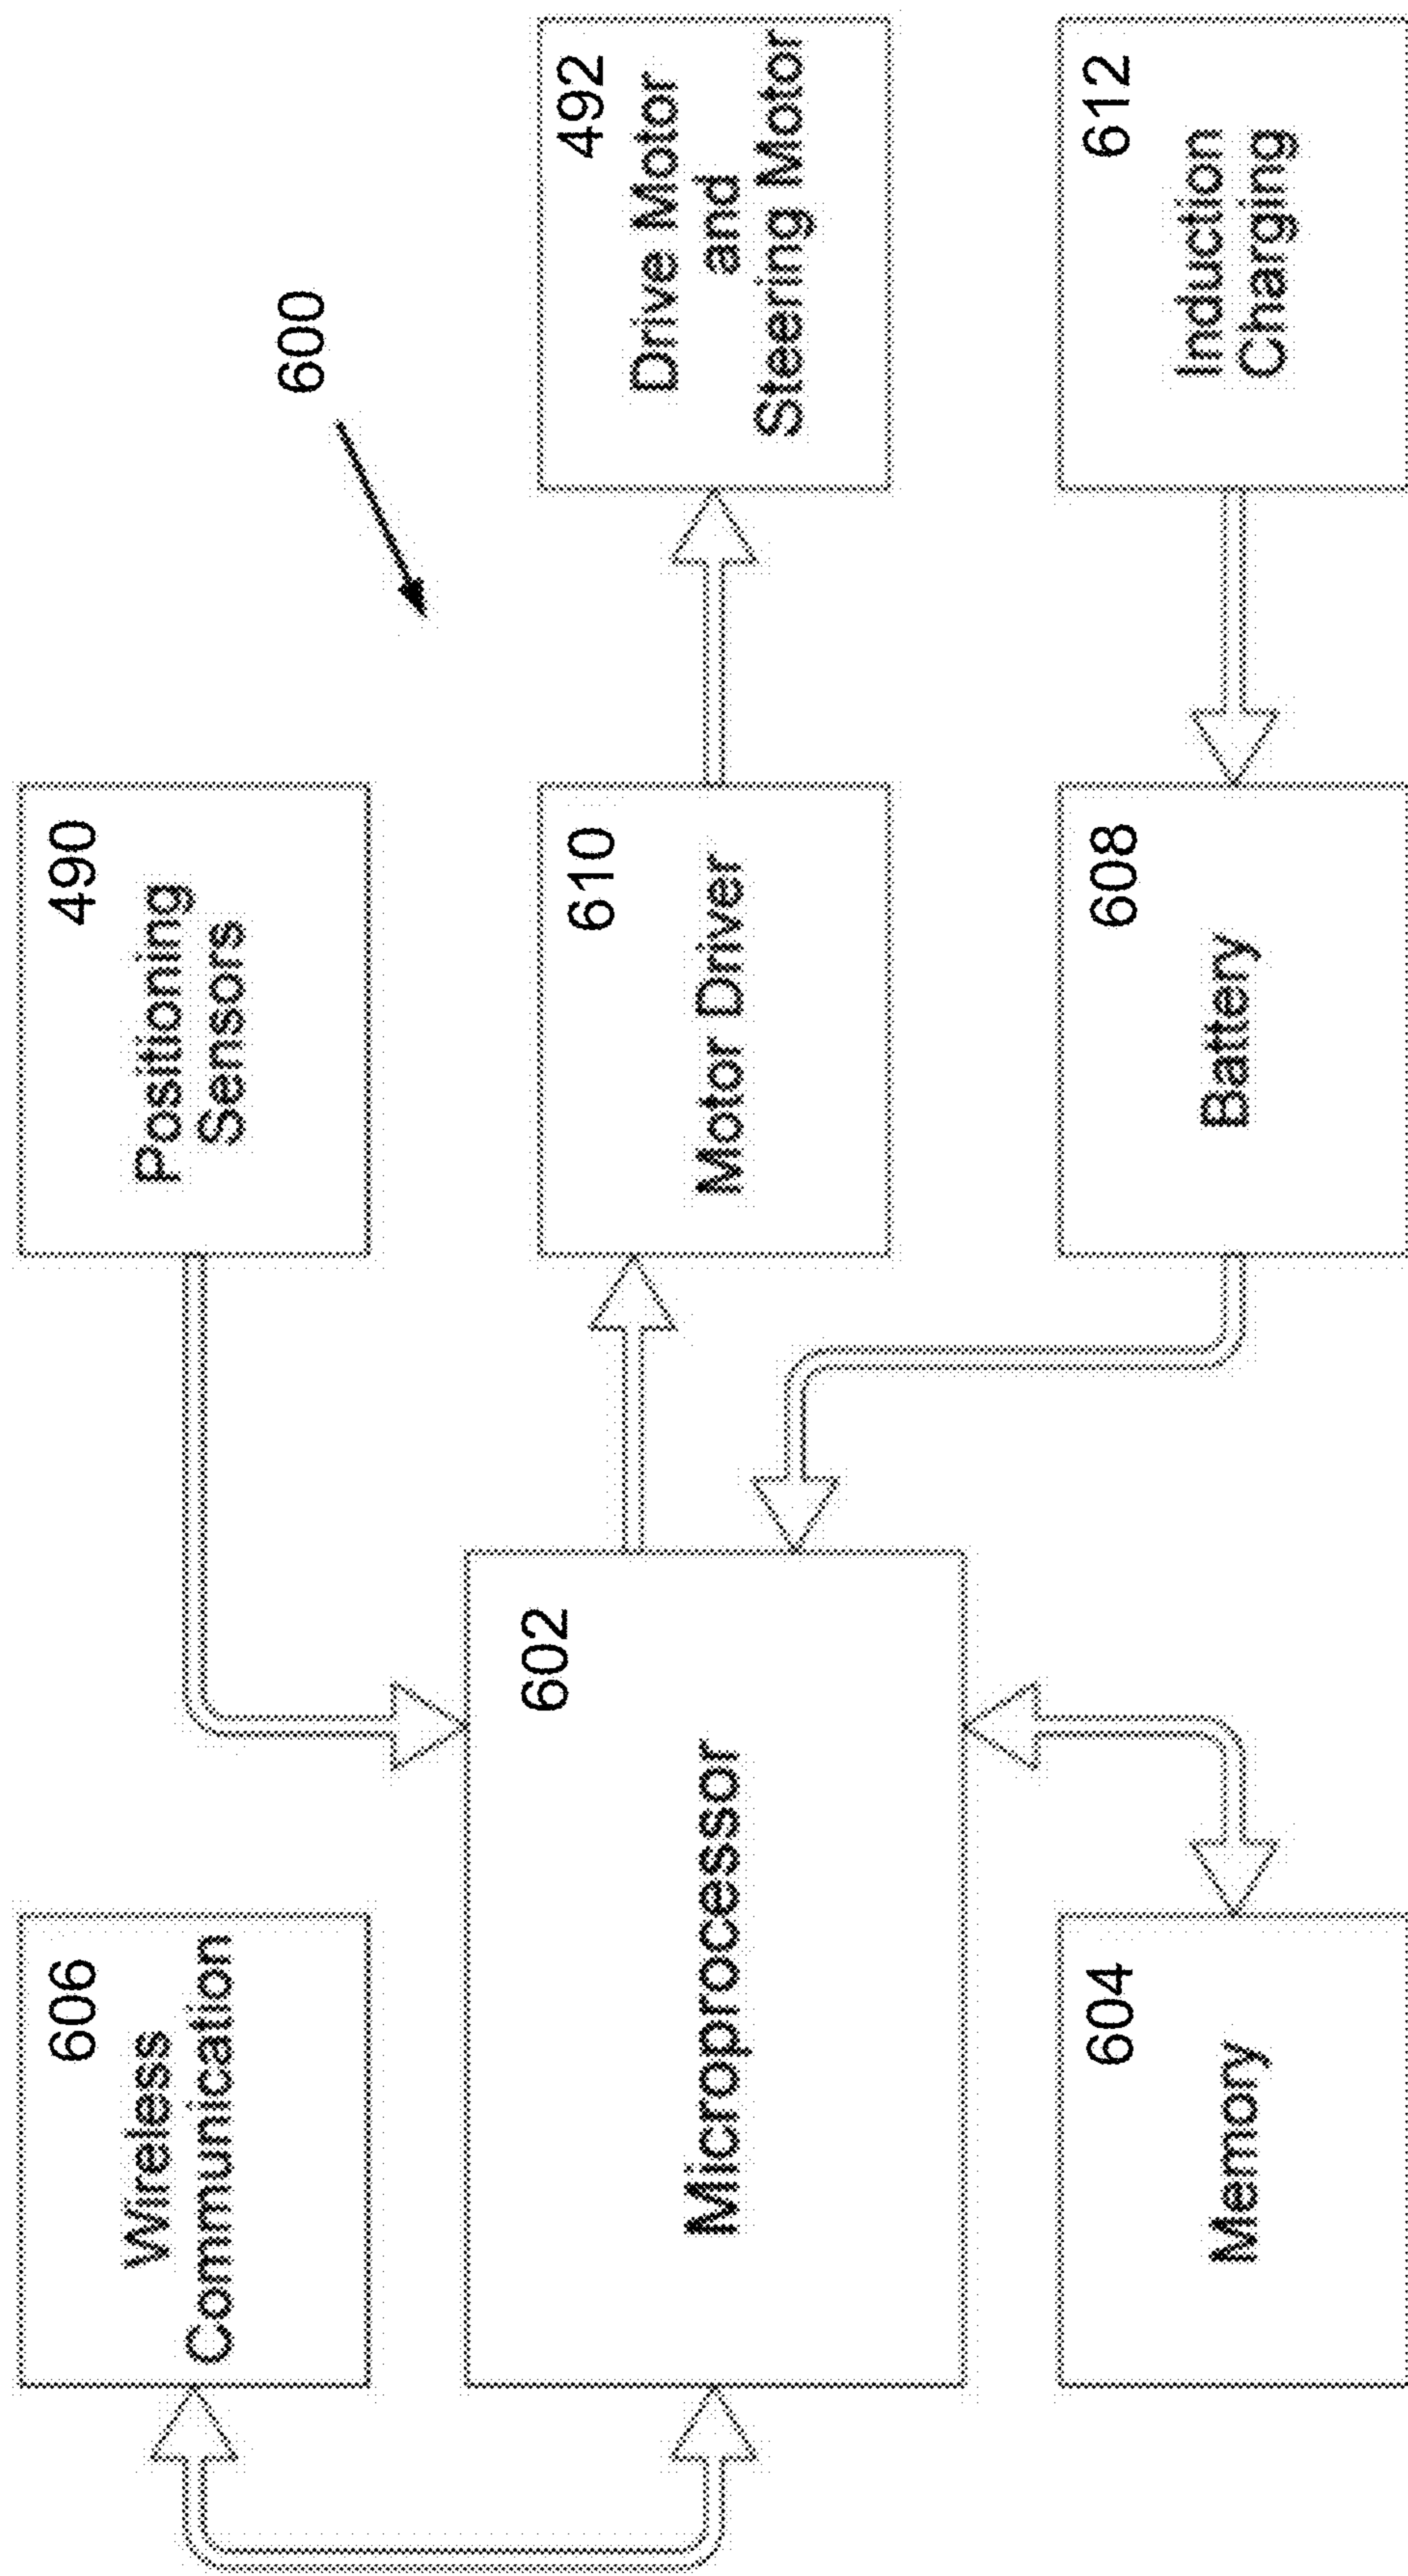 606
Wireless
Communication
490
Positioning
Sensors
600
602
Microprocessor
610
Motor Driver
492
Drive Motor
and
Steering Motor
604
Memory
608
Battery
612
Induction
Charging